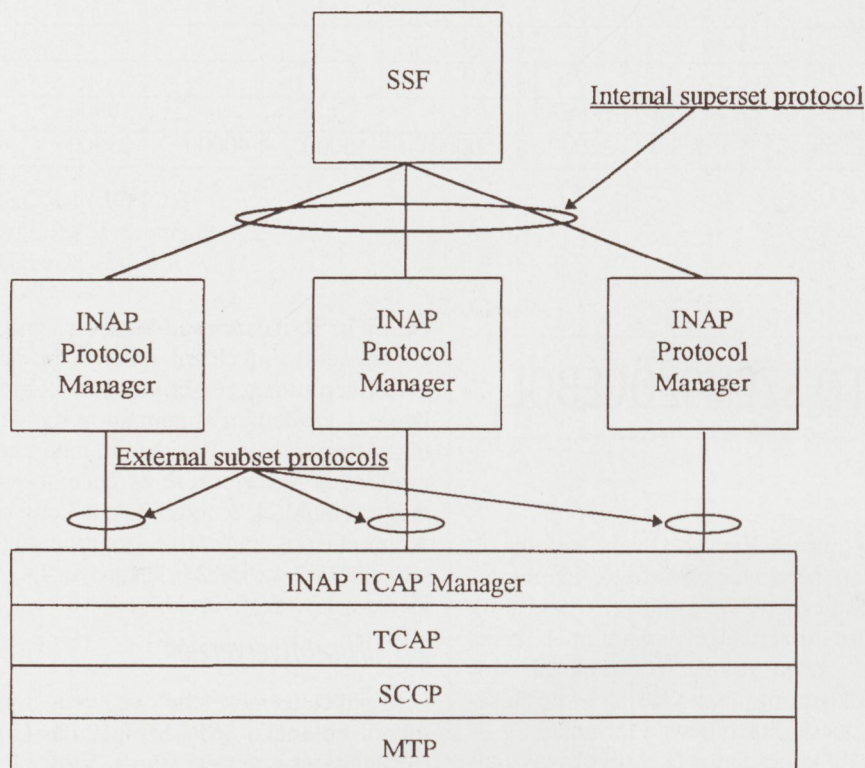 SSF
Internal superset protocol
INAP
Protocol
Manager
INAP
Protocol
Manager
INAP
Protocol
Manager
External subset protocols
INAP TCAP Manager
TCAP
SCCP
MTP